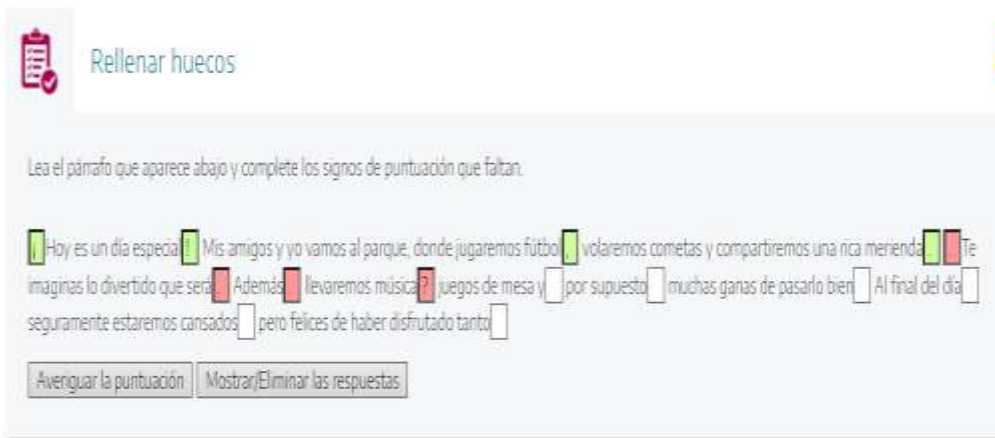 Rellenar huecos
Lea el párrafo que aparece abajo y complete los signos de puntuación que faltan.
¡ Hoy es un día especial ! Mis amigos y yo vamos al parque, donde jugaremos fútbol , volaremos cometas y compartiremos una rica merienda . Te
imaginas lo divertido que será . Además llevaremos música ? juegos de mesa y por supuesto muchas ganas de pasarlo bien Al final del día
seguramente estaremos cansados pero felices de haber disfrutado tanto
Averiguar la puntuación Mostrar/Eliminar las respuestas